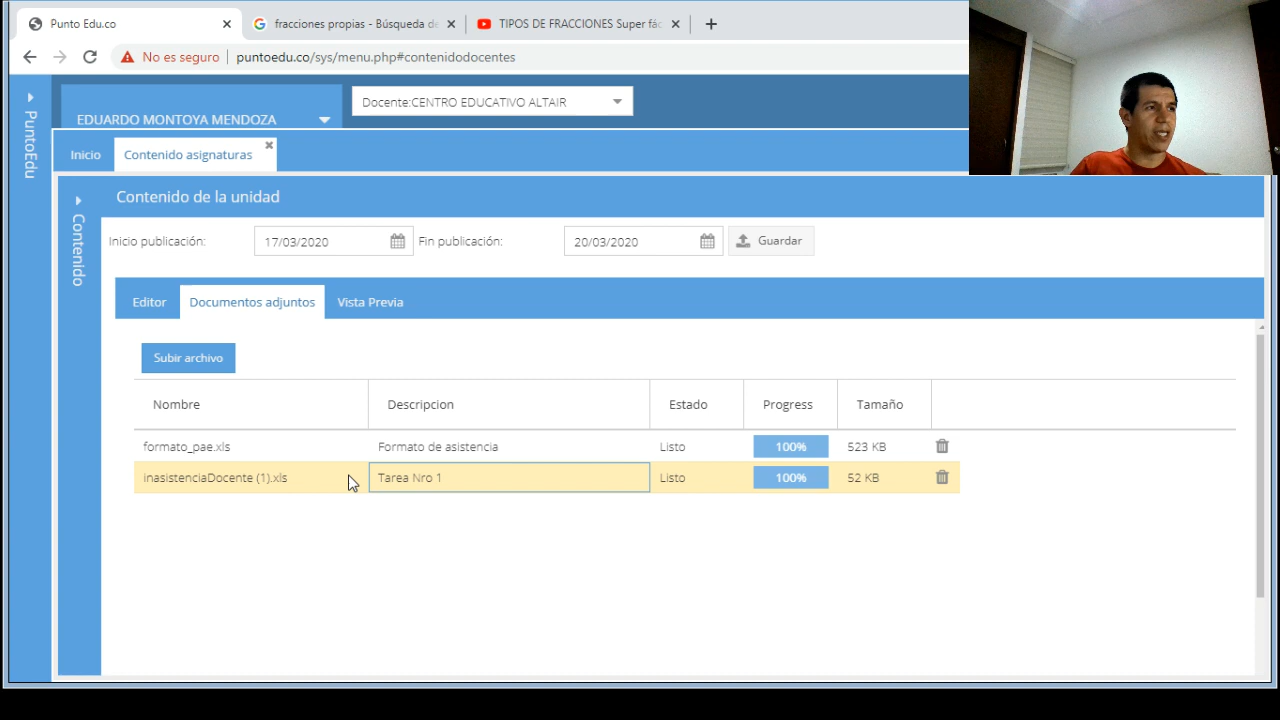 Punto Edu.co
fracciones propias - Búsqueda de
TIPOS DE FRACCIONES Super fác
No es seguro
puntoedu.co/sys/menu.php#contenidodocentes
PuntoEdu
EDUARDO MONTOYA MENDOZA
Docente:CENTRO EDUCATIVO ALTAIR
Inicio
Contenido asignaturas
Contenido
Contenido de la unidad
Inicio publicación:
17/03/2020
Fin publicación:
20/03/2020
Guardar
Editor
Documentos adjuntos
Vista Previa
Subir archivo
Nombre Descripcion Estado Progress Tamaño
formato_pae.xls Formato de asistencia Listo 100% 523 KB
inasistenciaDocente (1).xls Tarea Nro 1 Listo 100% 52 KB